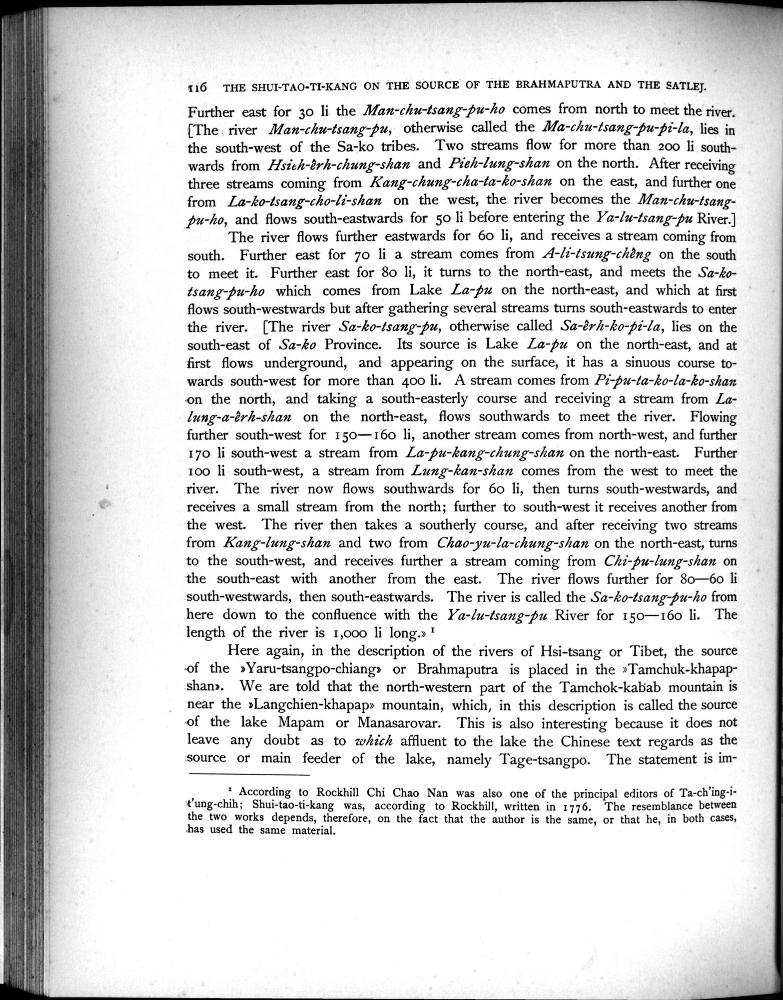 116 THE SHUI-TAO-TI-KANG ON THE SOURCE OF THE BRAHMAPUTRA AND THE SATLEJ.
Further east for 30 li the Man-chu-tsang-pu-ho comes from north to meet the river.
[The river Man-chu-tsang-pu, otherwise called the Ma-chu-tsang-pu-pi-la, lies in
the south-west of the Sa-ko tribes. Two streams flow for more than 200 li south-
wards from Hsieh-êrh-chung-shan and Pieh-lung-shan on the north. After receiving
three streams coming from Kang-chung-cha-ta-ko-shan on the east, and further one
from La-ko-tsang-cho-li-shan on the west, the river becomes the Man-chu-tsang-
pu-ho, and flows south-eastwards for 50 li before entering the Ya-lu-tsang-pu River.]
The river flows further eastwards for 60 li, and receives a stream coming from
south. Further east for 70 li a stream comes from A-li-tsung-chêng on the south
to meet it. Further east for 80 li, it turns to the north-east, and meets the Sa-ko-
tsang-pu-ho which comes from Lake La-pu on the north-east, and which at first
flows south-westwards but after gathering several streams turns south-eastwards to enter
the river. [The river Sa-ko-tsang-pu, otherwise called Sa-êrh-ko-pi-la, lies on the
south-east of Sa-ko Province. Its source is Lake La-pu on the north-east, and at
first flows underground, and appearing on the surface, it has a sinuous course to-
wards south-west for more than 400 li. A stream comes from Pi-pu-ta-ko-la-ko-shan
on the north, and taking a south-easterly course and receiving a stream from La-
lung-a-êrh-shan on the north-east, flows southwards to meet the river. Flowing
further south-west for 150—160 li, another stream comes from north-west, and further
170 li south-west a stream from La-pu-kang-chung-shan on the north-east. Further
100 li south-west, a stream from Lung-kan-shan comes from the west to meet the
river. The river now flows southwards for 60 li, then turns south-westwards, and
receives a small stream from the north; further to south-west it receives another from
the west. The river then takes a southerly course, and after receiving two streams
from Kang-lung-shan and two from Chao-yu-la-chung-shan on the north-east, turns
to the south-west, and receives further a stream coming from Chi-pu-lung-shan on
the south-east with another from the east. The river flows further for 80—60 li
south-westwards, then south-eastwards. The river is called the Sa-ko-tsang-pu-ho from
here down to the confluence with the Ya-lu-tsang-pu River for 150—160 li. The
length of the river is 1,000 li long.» ¹
Here again, in the description of the rivers of Hsi-tsang or Tibet, the source
of the »Yaru-tsangpo-chiang» or Brahmaputra is placed in the »Tamchuk-khapap-
shan». We are told that the north-western part of the Tamchok-kabab mountain is
near the »Langchien-khapap» mountain, which, in this description is called the source
of the lake Mapam or Manasarovar. This is also interesting because it does not
leave any doubt as to which affluent to the lake the Chinese text regards as the
source or main feeder of the lake, namely Tage-tsangpo. The statement is im-
¹ According to Rockhill Chi Chao Nan was also one of the principal editors of Ta-ch'ing-i-
t'ung-chih; Shui-tao-ti-kang was, according to Rockhill, written in 1776. The resemblance between
the two works depends, therefore, on the fact that the author is the same, or that he, in both cases,
has used the same material.